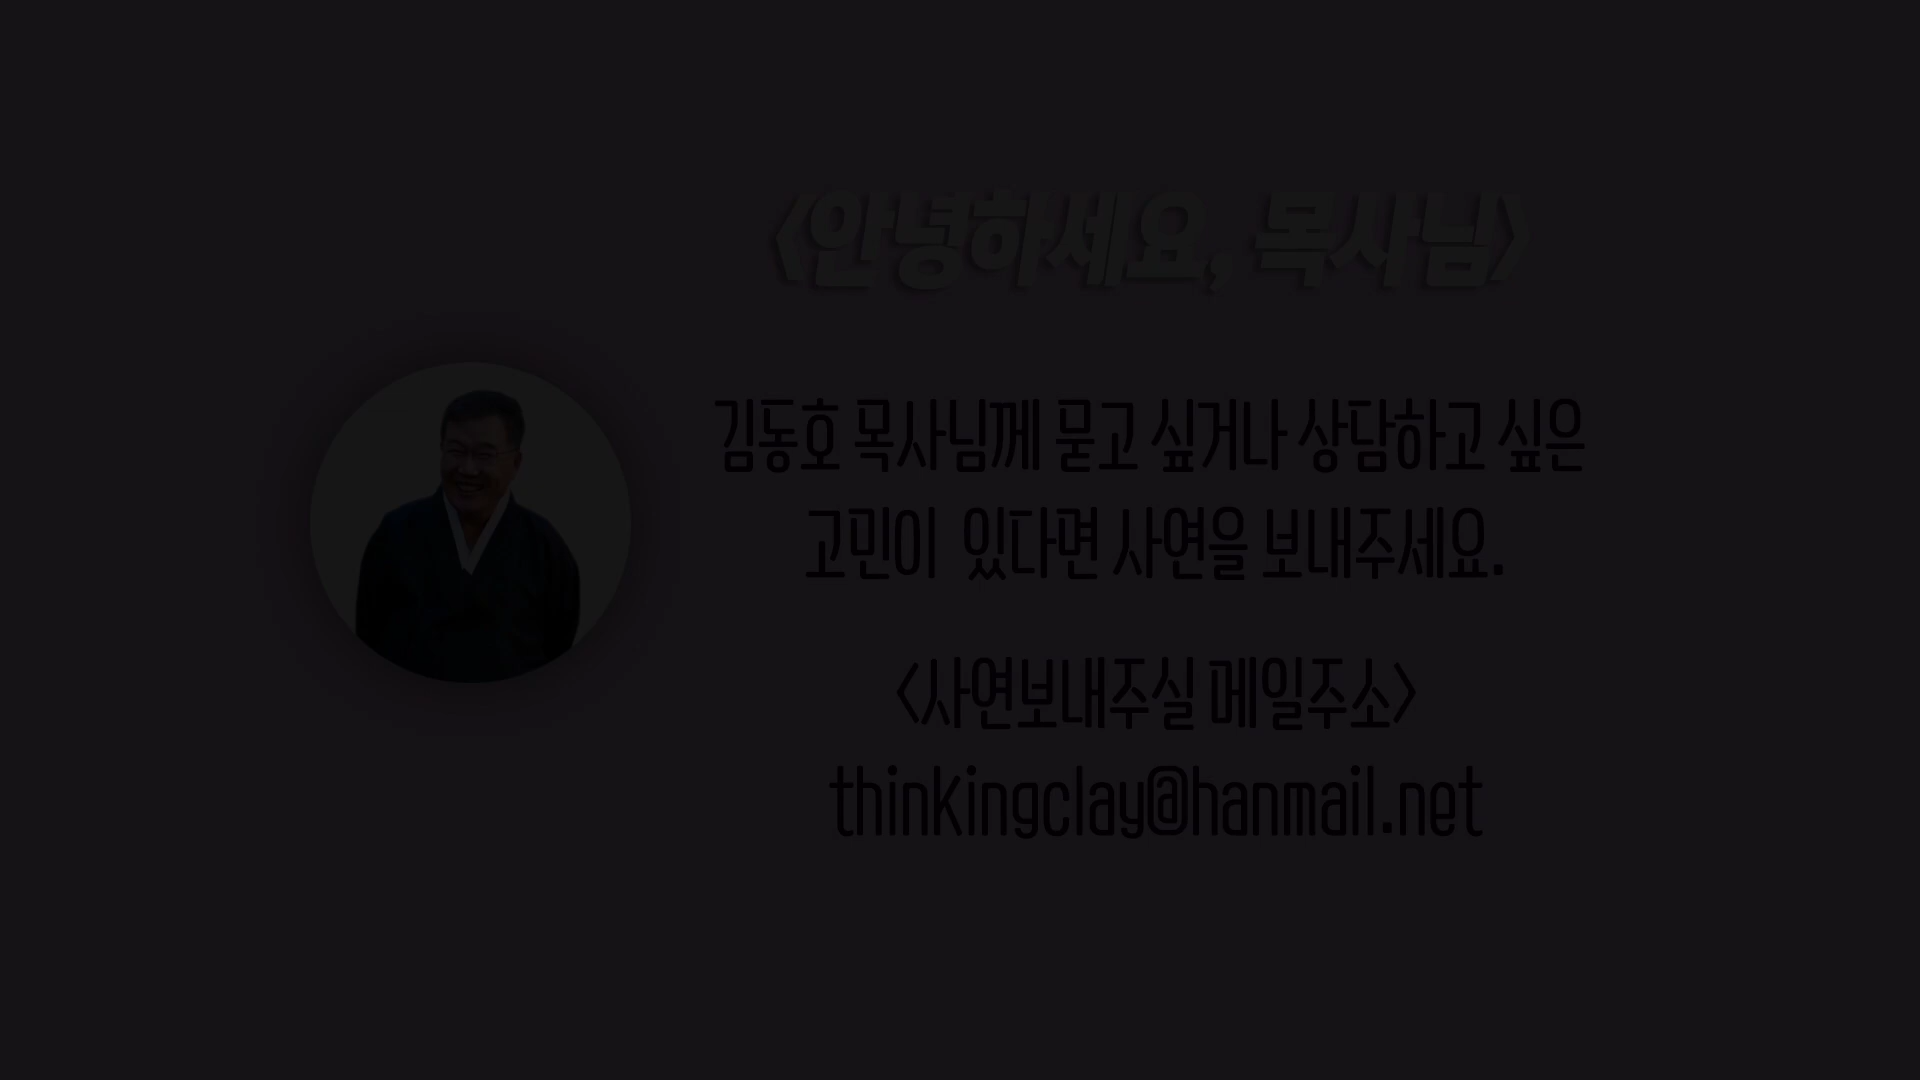 <안녕하세요, 목사님>
김동호 목사님께 묻고 싶거나 상담하고 싶은
고민이 있다면 사연을 보내주세요.
<사연보내주실 메일주소>
thinkingclay@hanmail.net